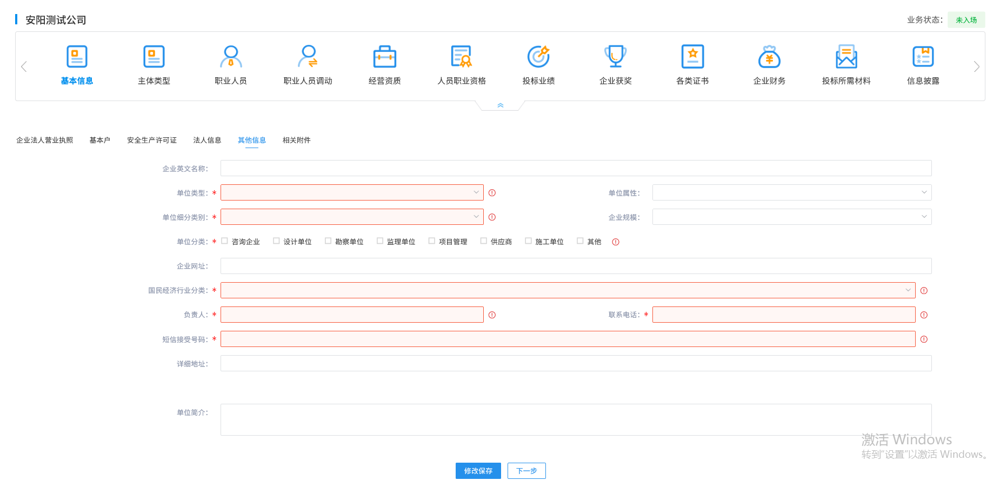 安阳测试公司
业务状态： 未入场
基本信息 主体类型 职业人员 职业人员调动 经营资质 人员职业资格 投标业绩 企业获奖 各类证书 企业财务 投标所需材料 信息披露
企业法人营业执照 基本户 安全生产许可证 法人信息 其他信息 相关附件
企业英文名称：
单位类型：* 单位属性：
单位细分类别：* 企业规模：
单位分类：* 咨询企业 设计单位 勘察单位 监理单位 项目管理 供应商 施工单位 其他
企业网址：
国民经济行业分类：*
负责人：* 联系电话：*
短信接受号码：*
详细地址：
单位简介：
激活 Windows
转到“设置”以激活 Windows。
修改保存 下一步